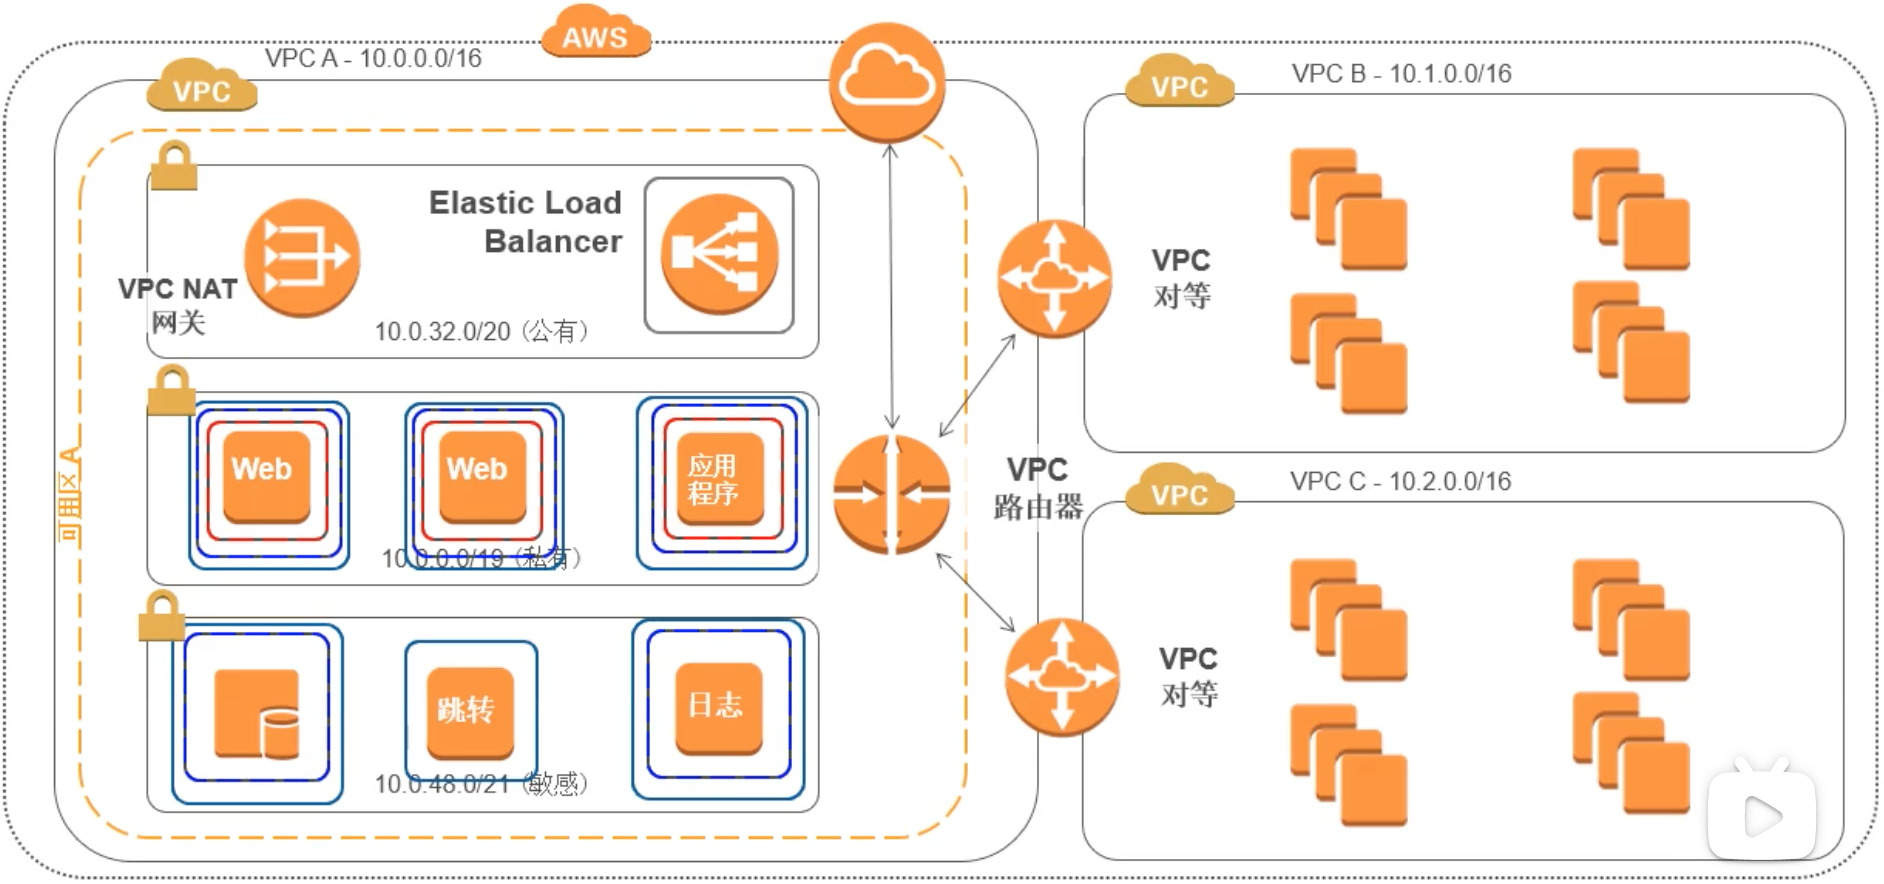 AWS
VPC A - 10.0.0.0/16
VPC
VPC B - 10.1.0.0/16
VPC
Elastic Load
Balancer
VPC NAT
网关
10.0.32.0/20（公有）
VPC
对等
Web
Web
应用
程序
10.0.0.0/19（私有）
可用区 A
VPC
路由器
VPC C - 10.2.0.0/16
VPC
跳转
日志
10.0.48.0/21（敏感）
VPC
对等